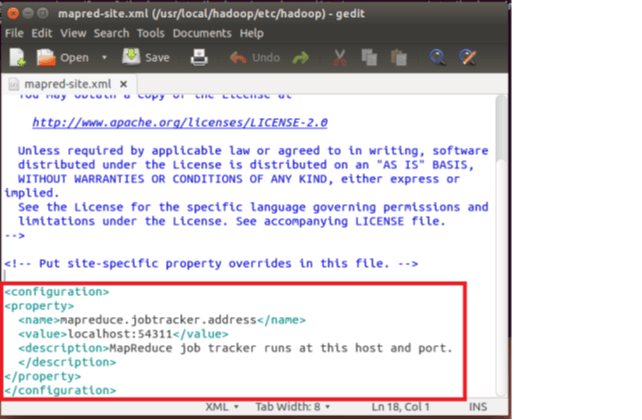 mapred-site.xml (/usr/local/hadoop/etc/hadoop) - gedit
File Edit View Search Tools Documents Help
Open Save Undo
mapred-site.xml
You may obtain a copy of the License at
http://www.apache.org/licenses/LICENSE-2.0
Unless required by applicable law or agreed to in writing, software
distributed under the License is distributed on an "AS IS" BASIS,
WITHOUT WARRANTIES OR CONDITIONS OF ANY KIND, either express or
implied.
See the License for the specific language governing permissions and
limitations under the License. See accompanying LICENSE file.
-->
<!-- Put site-specific property overrides in this file. -->
<configuration>
<property>
<name>mapreduce.jobtracker.address</name>
<value>localhost:54311</value>
<description>MapReduce job tracker runs at this host and port.
</description>
</property>
</configuration>
XML Tab Width: 8 Ln 18, Col 1 INS